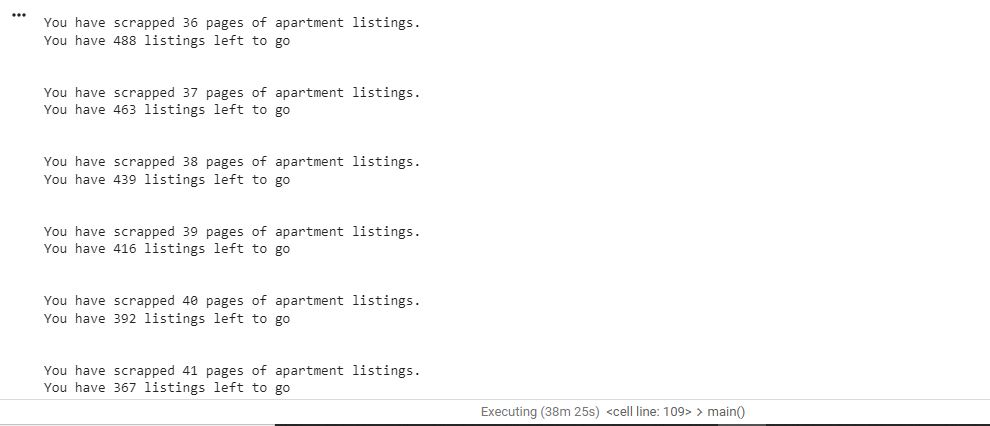 You have scrapped 36 pages of apartment listings.
You have 488 listings left to go
You have scrapped 37 pages of apartment listings.
You have 463 listings left to go
You have scrapped 38 pages of apartment listings.
You have 439 listings left to go
You have scrapped 39 pages of apartment listings.
You have 416 listings left to go
You have scrapped 40 pages of apartment listings.
You have 392 listings left to go
You have scrapped 41 pages of apartment listings.
You have 367 listings left to go
Executing (38m 25s) <cell line: 109> > main()